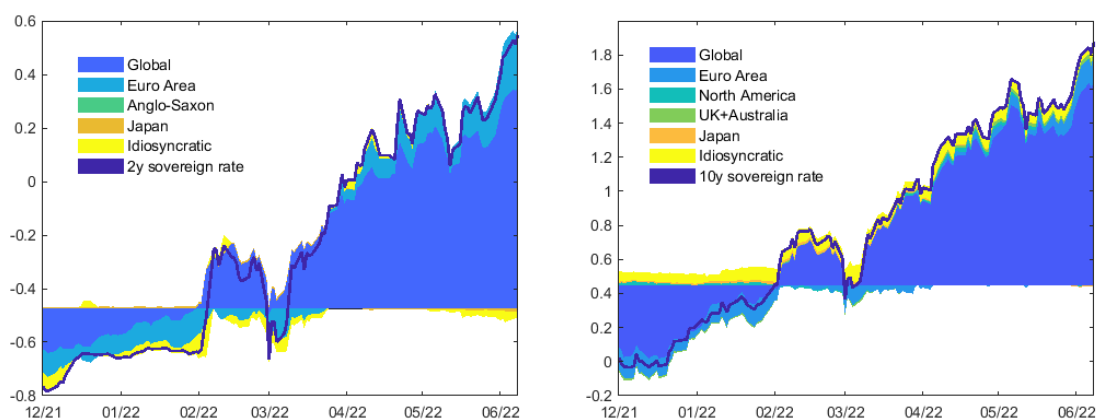 0.6
0.4
0.2
0
-0.2
-0.4
-0.6
-0.8
12/21 01/22 02/22 03/22 04/22 05/22 06/22
Global
Euro Area
Anglo-Saxon
Japan
Idiosyncratic
2y sovereign rate
1.8
1.6
1.4
1.2
1
0.8
0.6
0.4
0.2
0
-0.2
12/21 01/22 02/22 03/22 04/22 05/22 06/22
Global
Euro Area
North America
UK+Australia
Japan
Idiosyncratic
10y sovereign rate